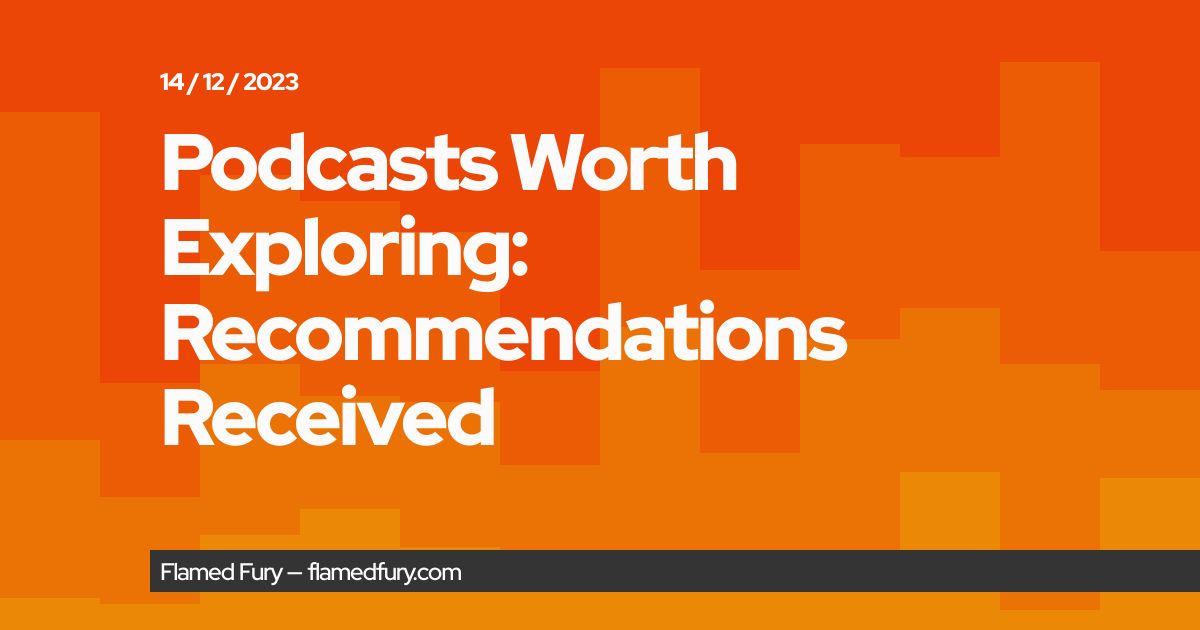 14 / 12 / 2023
Podcasts Worth
Exploring:
Recommendations
Received
Flamed Fury — flamedfury.com